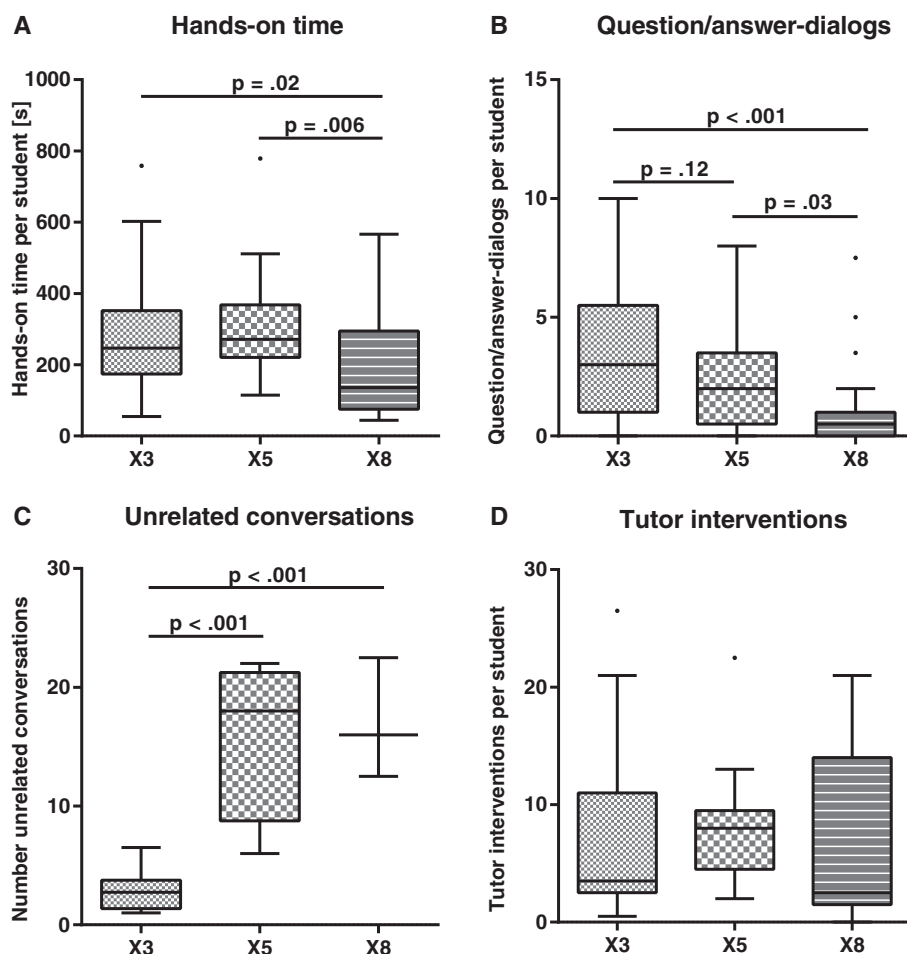 A Hands-on time
Hands-on time per student [s]
1000
800
600
400
200
0
p = .02
p = .006
X3 X5 X8
B Question/answer-dialogs
Question/answer-dialogs per student
15
10
5
0
p < .001
p = .12
p = .03
X3 X5 X8
C Unrelated conversations
Number unrelated conversations
30
20
10
0
p < .001
p < .001
X3 X5 X8
D Tutor interventions
Tutor interventions per student
30
20
10
0
X3 X5 X8